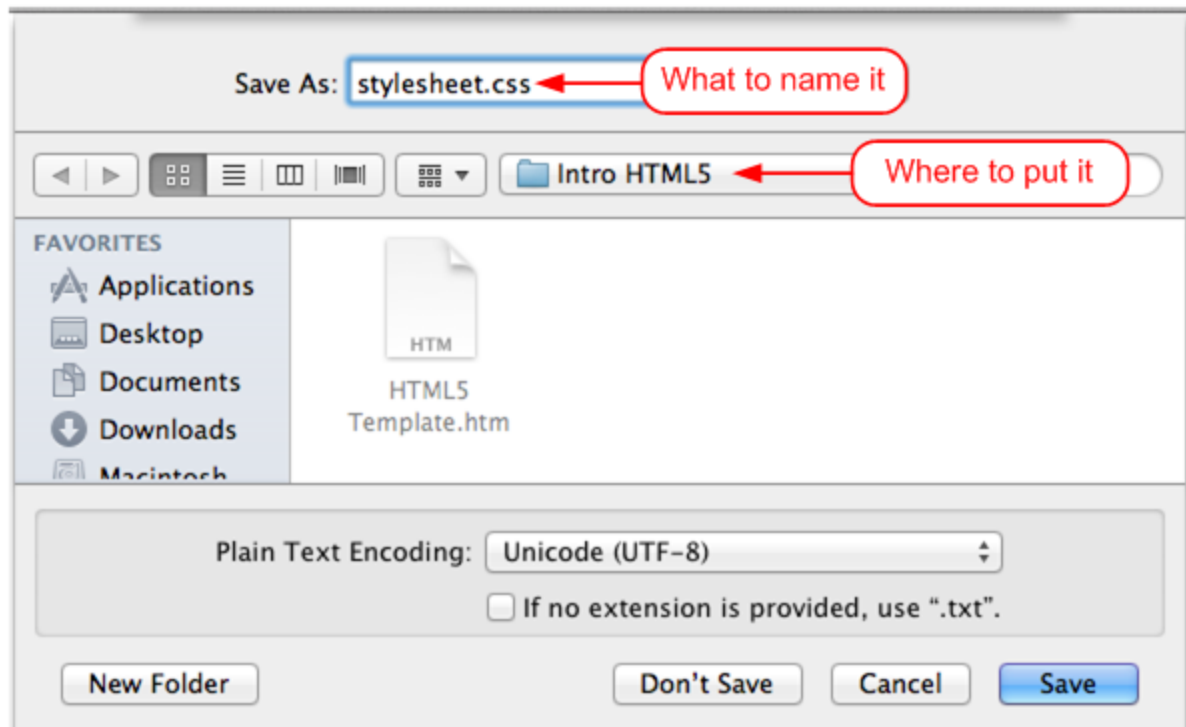 Save As: stylesheet.css
What to name it
Intro HTML5
Where to put it
FAVORITES
Applications
Desktop
Documents
Downloads
Macintosh
HTM
HTML5
Template.htm
Plain Text Encoding: Unicode (UTF-8)
If no extension is provided, use “.txt”.
New Folder Don't Save Cancel Save